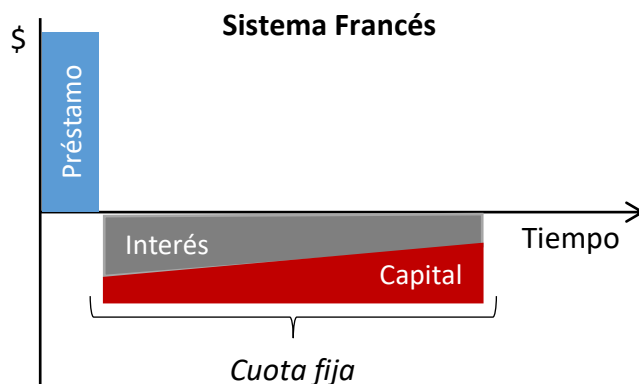 Sistema Francés
$
Préstamo
Interés
Tiempo
Capital
Cuota fija